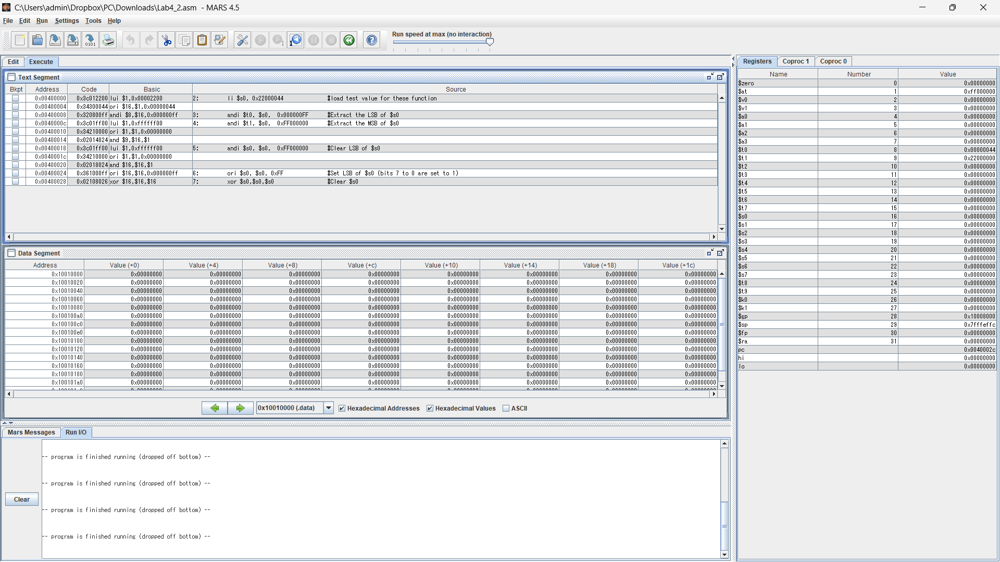 C:\Users\admin\Dropbox\PC\Downloads\Lab4_2.asm - MARS 4.5
File Edit Run Settings Tools Help
Run speed at max (no interaction)
Edit Execute
Text Segment
Bkpt Address Code Basic Source
0x00400000 0x3c012200 lui $1,0x00002200 2: li $s0, 0x22000044 #load test value for these function
0x00400004 0x34300044 ori $16,$1,0x00000044
0x00400008 0x320800ff andi $8,$16,0x000000ff 3: andi $t0, $s0, 0x000000FF #Extract the LSB of $s0
0x0040000c 0x3c01ff00 lui $1,0xffffff00 4: andi $t1, $s0, 0xFF000000 #Extract the MSB of $s0
0x00400010 0x34210000 ori $1,$1,0x00000000
0x00400014 0x02014824 and $9,$16,$1
0x00400018 0x3c01ff00 lui $1,0xffffff00 5: andi $s0, $s0, 0xFF000000 #Clear LSB of $s0
0x0040001c 0x34210000 ori $1,$1,0x00000000
0x00400020 0x02018024 and $16,$16,$1
0x00400024 0x361000ff ori $16,$16,0x000000ff 6: ori $s0, $s0, 0xFF #Set LSB of $s0 (bits 7 to 0 are set to 1)
0x00400028 0x02108026 xor $16,$16,$16 7: xor $s0,$s0,$s0 #Clear $s0
Data Segment
Address Value (+0) Value (+4) Value (+8) Value (+c) Value (+10) Value (+14) Value (+18) Value (+1c)
0x10010000 0x00000000 0x00000000 0x00000000 0x00000000 0x00000000 0x00000000 0x00000000 0x00000000
0x10010020 0x00000000 0x00000000 0x00000000 0x00000000 0x00000000 0x00000000 0x00000000 0x00000000
0x10010040 0x00000000 0x00000000 0x00000000 0x00000000 0x00000000 0x00000000 0x00000000 0x00000000
0x10010060 0x00000000 0x00000000 0x00000000 0x00000000 0x00000000 0x00000000 0x00000000 0x00000000
0x10010080 0x00000000 0x00000000 0x00000000 0x00000000 0x00000000 0x00000000 0x00000000 0x00000000
0x100100a0 0x00000000 0x00000000 0x00000000 0x00000000 0x00000000 0x00000000 0x00000000 0x00000000
0x100100c0 0x00000000 0x00000000 0x00000000 0x00000000 0x00000000 0x00000000 0x00000000 0x00000000
0x100100e0 0x00000000 0x00000000 0x00000000 0x00000000 0x00000000 0x00000000 0x00000000 0x00000000
0x10010100 0x00000000 0x00000000 0x00000000 0x00000000 0x00000000 0x00000000 0x00000000 0x00000000
0x10010120 0x00000000 0x00000000 0x00000000 0x00000000 0x00000000 0x00000000 0x00000000 0x00000000
0x10010140 0x00000000 0x00000000 0x00000000 0x00000000 0x00000000 0x00000000 0x00000000 0x00000000
0x10010160 0x00000000 0x00000000 0x00000000 0x00000000 0x00000000 0x00000000 0x00000000 0x00000000
0x10010180 0x00000000 0x00000000 0x00000000 0x00000000 0x00000000 0x00000000 0x00000000 0x00000000
0x100101a0 0x00000000 0x00000000 0x00000000 0x00000000 0x00000000 0x00000000 0x00000000 0x00000000
0x10010000 (.data) Hexadecimal Addresses Hexadecimal Values ASCII
Mars Messages Run I/O
-- program is finished running (dropped off bottom) --
-- program is finished running (dropped off bottom) --
Clear
-- program is finished running (dropped off bottom) --
-- program is finished running (dropped off bottom) --
Registers Coproc 1 Coproc 0
Name Number Value
$zero 0 0x00000000
$at 1 0xff000000
$v0 2 0x00000000
$v1 3 0x00000000
$a0 4 0x00000000
$a1 5 0x00000000
$a2 6 0x00000000
$a3 7 0x00000000
$t0 8 0x00000044
$t1 9 0x22000000
$t2 10 0x00000000
$t3 11 0x00000000
$t4 12 0x00000000
$t5 13 0x00000000
$t6 14 0x00000000
$t7 15 0x00000000
$s0 16 0x00000000
$s1 17 0x00000000
$s2 18 0x00000000
$s3 19 0x00000000
$s4 20 0x00000000
$s5 21 0x00000000
$s6 22 0x00000000
$s7 23 0x00000000
$t8 24 0x00000000
$t9 25 0x00000000
$k0 26 0x00000000
$k1 27 0x00000000
$gp 28 0x10008000
$sp 29 0x7fffeffc
$fp 30 0x00000000
$ra 31 0x00000000
pc 0x0040002c
hi 0x00000000
lo 0x00000000